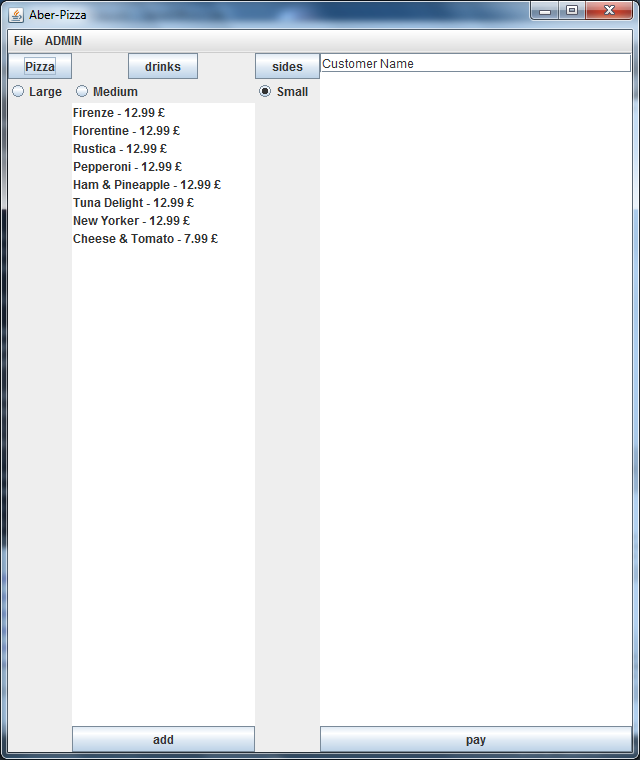 Aber-Pizza
File ADMIN
Pizza drinks sides Customer Name
Large Medium Small
Firenze - 12.99 £
Florentine - 12.99 £
Rustica - 12.99 £
Pepperoni - 12.99 £
Ham & Pineapple - 12.99 £
Tuna Delight - 12.99 £
New Yorker - 12.99 £
Cheese & Tomato - 7.99 £
add pay